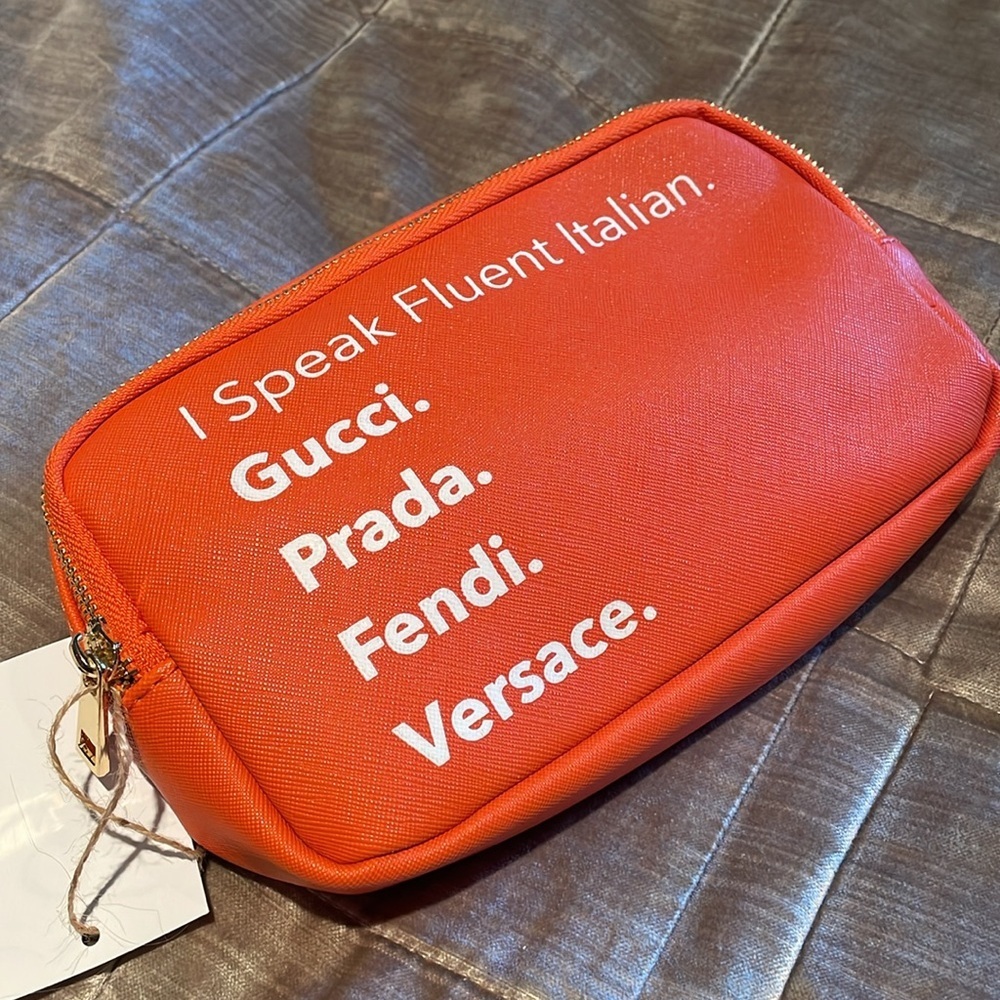 I Speak Fluent Italian.
Gucci.
Prada.
Fendi.
Versace.